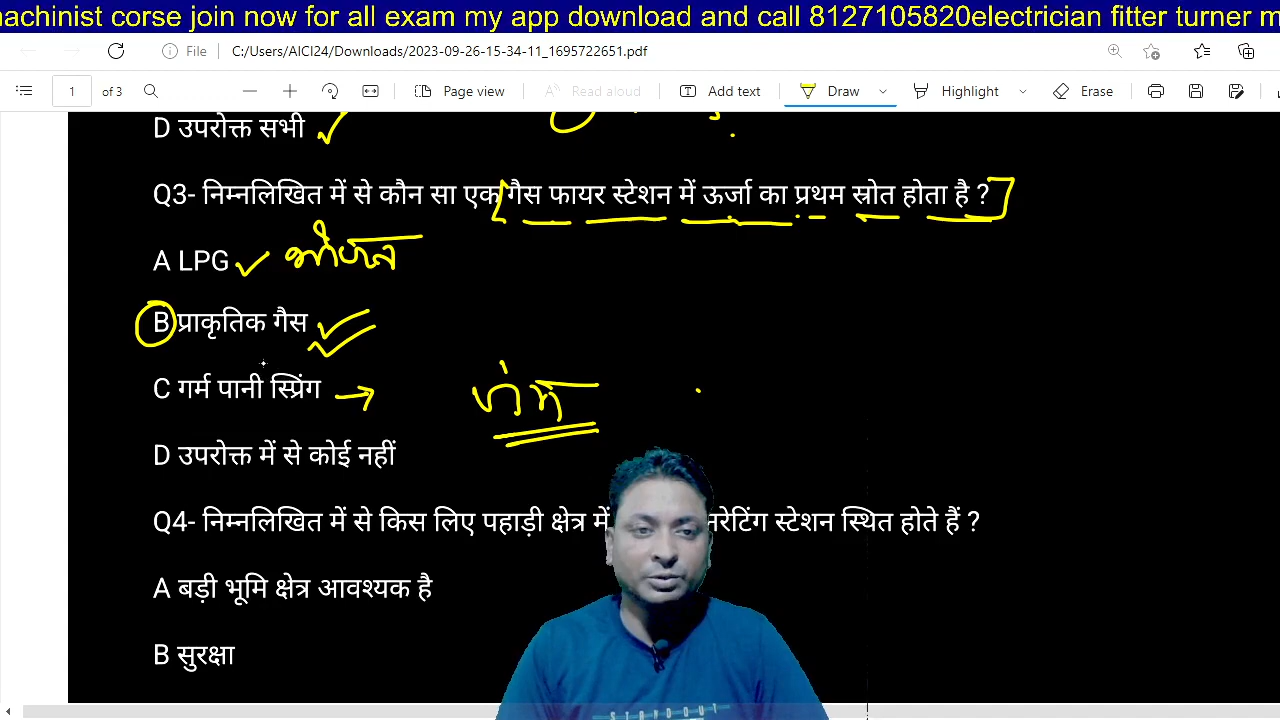 machinist corse join now for all exam my app download and call 8127105820electrician fitter turner m
File C:/Users/AICI24/Downloads/2023-09-26-15-34-11_1695722651.pdf
1 of 3 Page view Read aloud Add text Draw Highlight Erase
D उपरोक्त सभी
Q3- निम्नलिखित में से कौन सा एक गैस फायर स्टेशन में ऊर्जा का प्रथम स्रोत होता है ?
A LPG भोजन
B प्राकृतिक गैस
C गर्म पानी स्प्रिंग
D उपरोक्त में से कोई नहीं
Q4- निम्नलिखित में से किस लिए पहाड़ी क्षेत्र में नरेटिंग स्टेशन स्थित होते हैं ?
A बड़ी भूमि क्षेत्र आवश्यक है
B सुरक्षा
STANDOUT